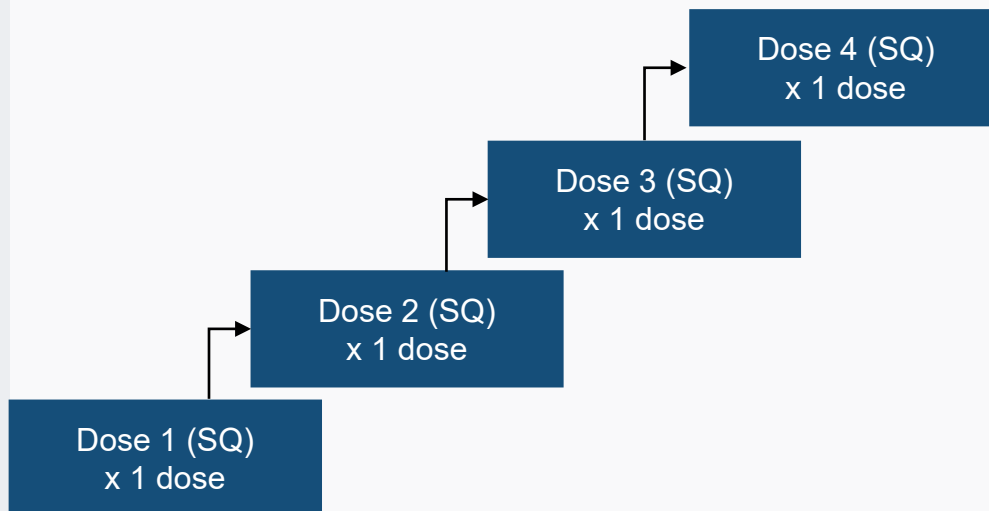 Dose 4 (SQ)
x 1 dose
Dose 3 (SQ)
x 1 dose
Dose 2 (SQ)
x 1 dose
Dose 1 (SQ)
x 1 dose